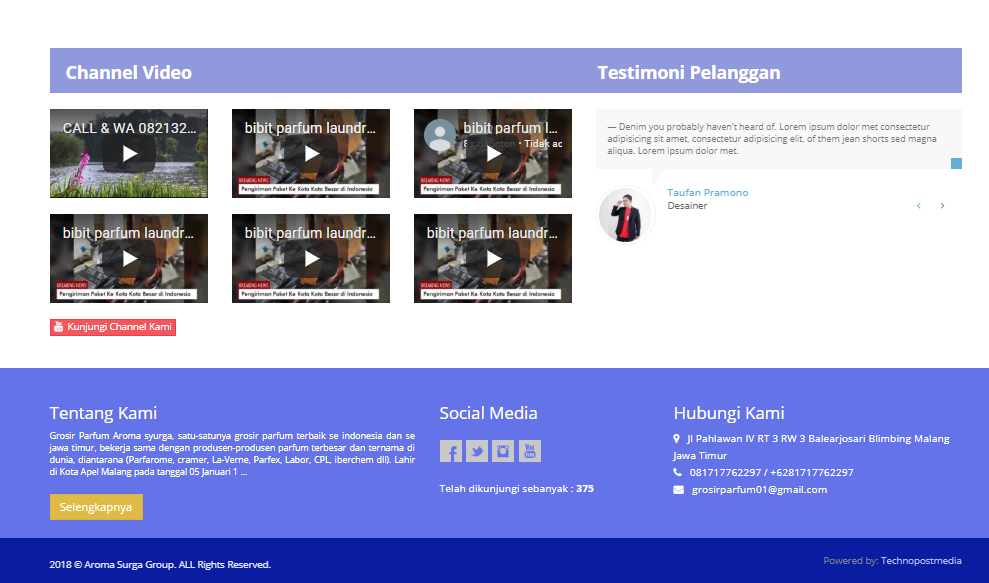 Channel Video
Testimoni Pelanggan
CALL & WA 082132...
bibit parfum laundr...
BREAKING NEWS
Pengiriman Paket Ke Kota Kota Besar di Indonesia
bibit parfum l...
• Tidak ad
BREAKING NEWS
Pengiriman Paket Ke Kota Kota Besar di Indonesia
bibit parfum laundr...
BREAKING NEWS
Pengiriman Paket Ke Kota Kota Besar di Indonesia
bibit parfum laundr...
BREAKING NEWS
Pengiriman Paket Ke Kota Kota Besar di Indonesia
bibit parfum laundr...
BREAKING NEWS
Pengiriman Paket Ke Kota Kota Besar di Indonesia
Kunjungi Channel Kami
— Denim you probably haven't heard of. Lorem ipsum dolor met consectetur
adipisicing sit amet, consectetur adipisicing elit, of them jean shorts sed magna
aliqua. Lorem ipsum dolor met.
Taufan Pramono
Desainer
Tentang Kami
Grosir Parfum Aroma syurga, satu-satunya grosir parfum terbaik se indonesia dan se
jawa timur, bekerja sama dengan produsen-produsen parfum terbesar dan ternama di
dunia, diantarana (Parfarome, cramer, La-Verne, Parfex, Labor, CPL, iberchem dll). Lahir
di Kota Apel Malang pada tanggal 05 Januari 1 ...
Selengkapnya
Social Media
Telah dikunjungi sebanyak : 375
Hubungi Kami
Jl Pahlawan IV RT 3 RW 3 Balearjosari Blimbing Malang
Jawa Timur
081717762297 / +6281717762297
grosirparfum01@gmail.com
2018 © Aroma Surga Group. ALL Rights Reserved.
Powered by: Technopostmedia